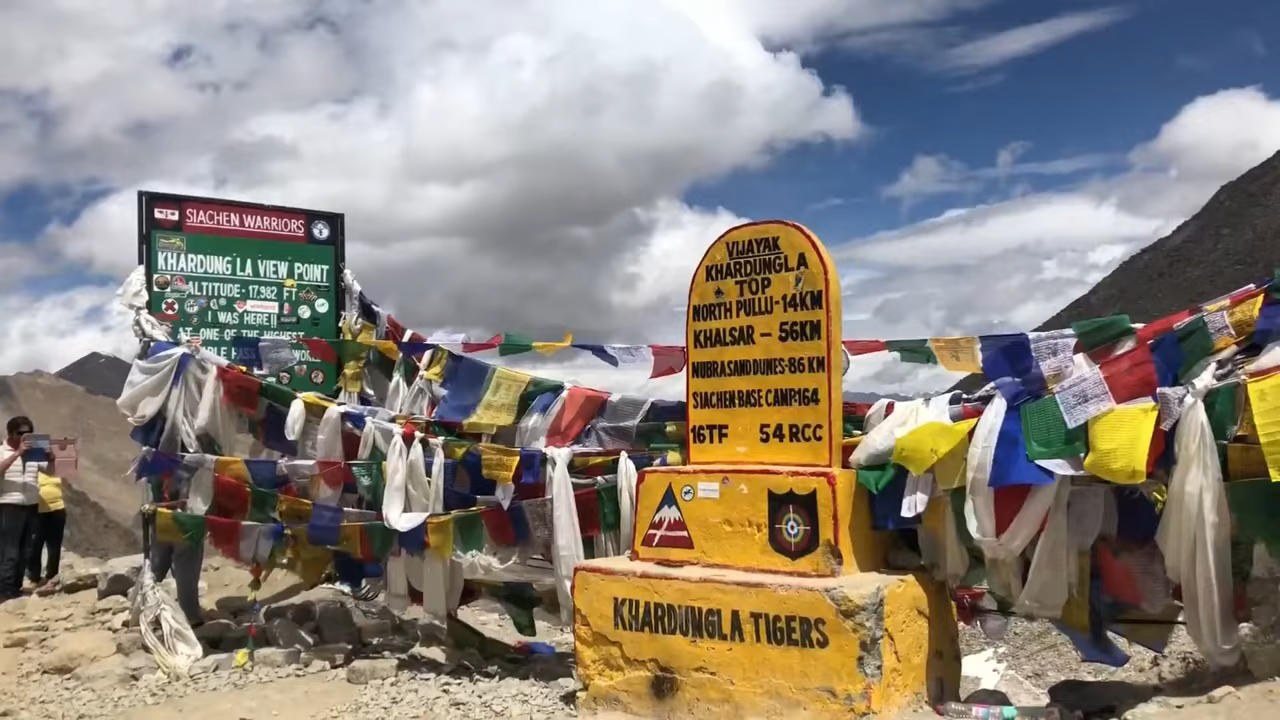 SIACHEN WARRIORS
KHARDUNG LA VIEW POINT
ALTITUDE - 17,982 FT
I WAS HERE!!
AT ONE OF THE HIGHEST
VIJAYAK
KHARDUNGLA
TOP
NORTH PULLU-14KM
KHALSAR - 56KM
NUBRA SAND DUNES-86 KM
SIACHEN BASE CAMP-164
16TF 54 RCC
KHARDUNGLA TIGERS